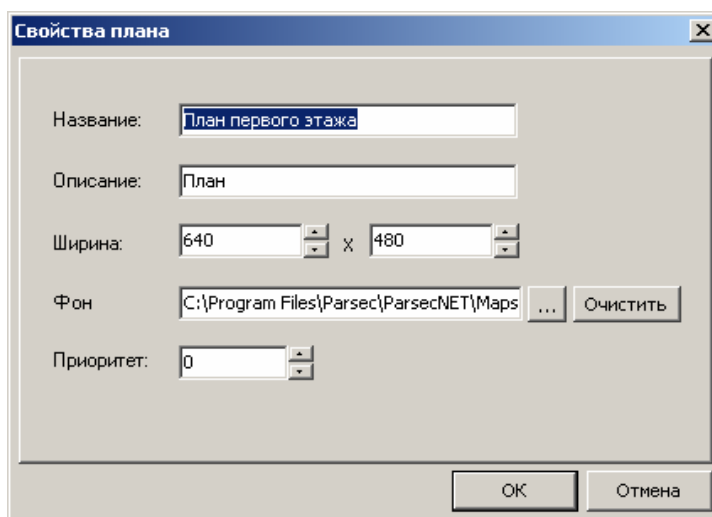 Свойства плана
Название: План первого этажа
Описание: План
Ширина: 640 X 480
Фон C:\Program Files\Parsec\ParsecNET\Maps ... Очистить
Приоритет: 0
ОК Отмена